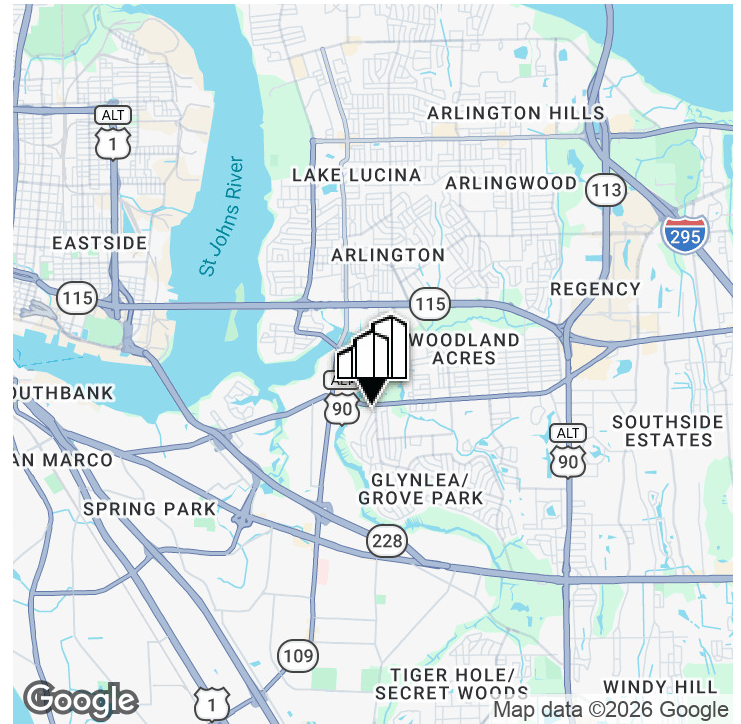 ARLINGTON HILLS
ALT
1
LAKE LUCINA
ARLINGWOOD
113
St Johns River
EASTSIDE
295
ARLINGTON
REGENCY
115
115
WOODLAND
ACRES
ALT
90
OUTHBANK
SOUTHSIDE
ESTATES
ALT
90
AN MARCO
GLYNLEA/
GROVE PARK
SPRING PARK
228
109
TIGER HOLE/
SECRET WOODS
WINDY HILL
1
Google
Map data ©2026 Google